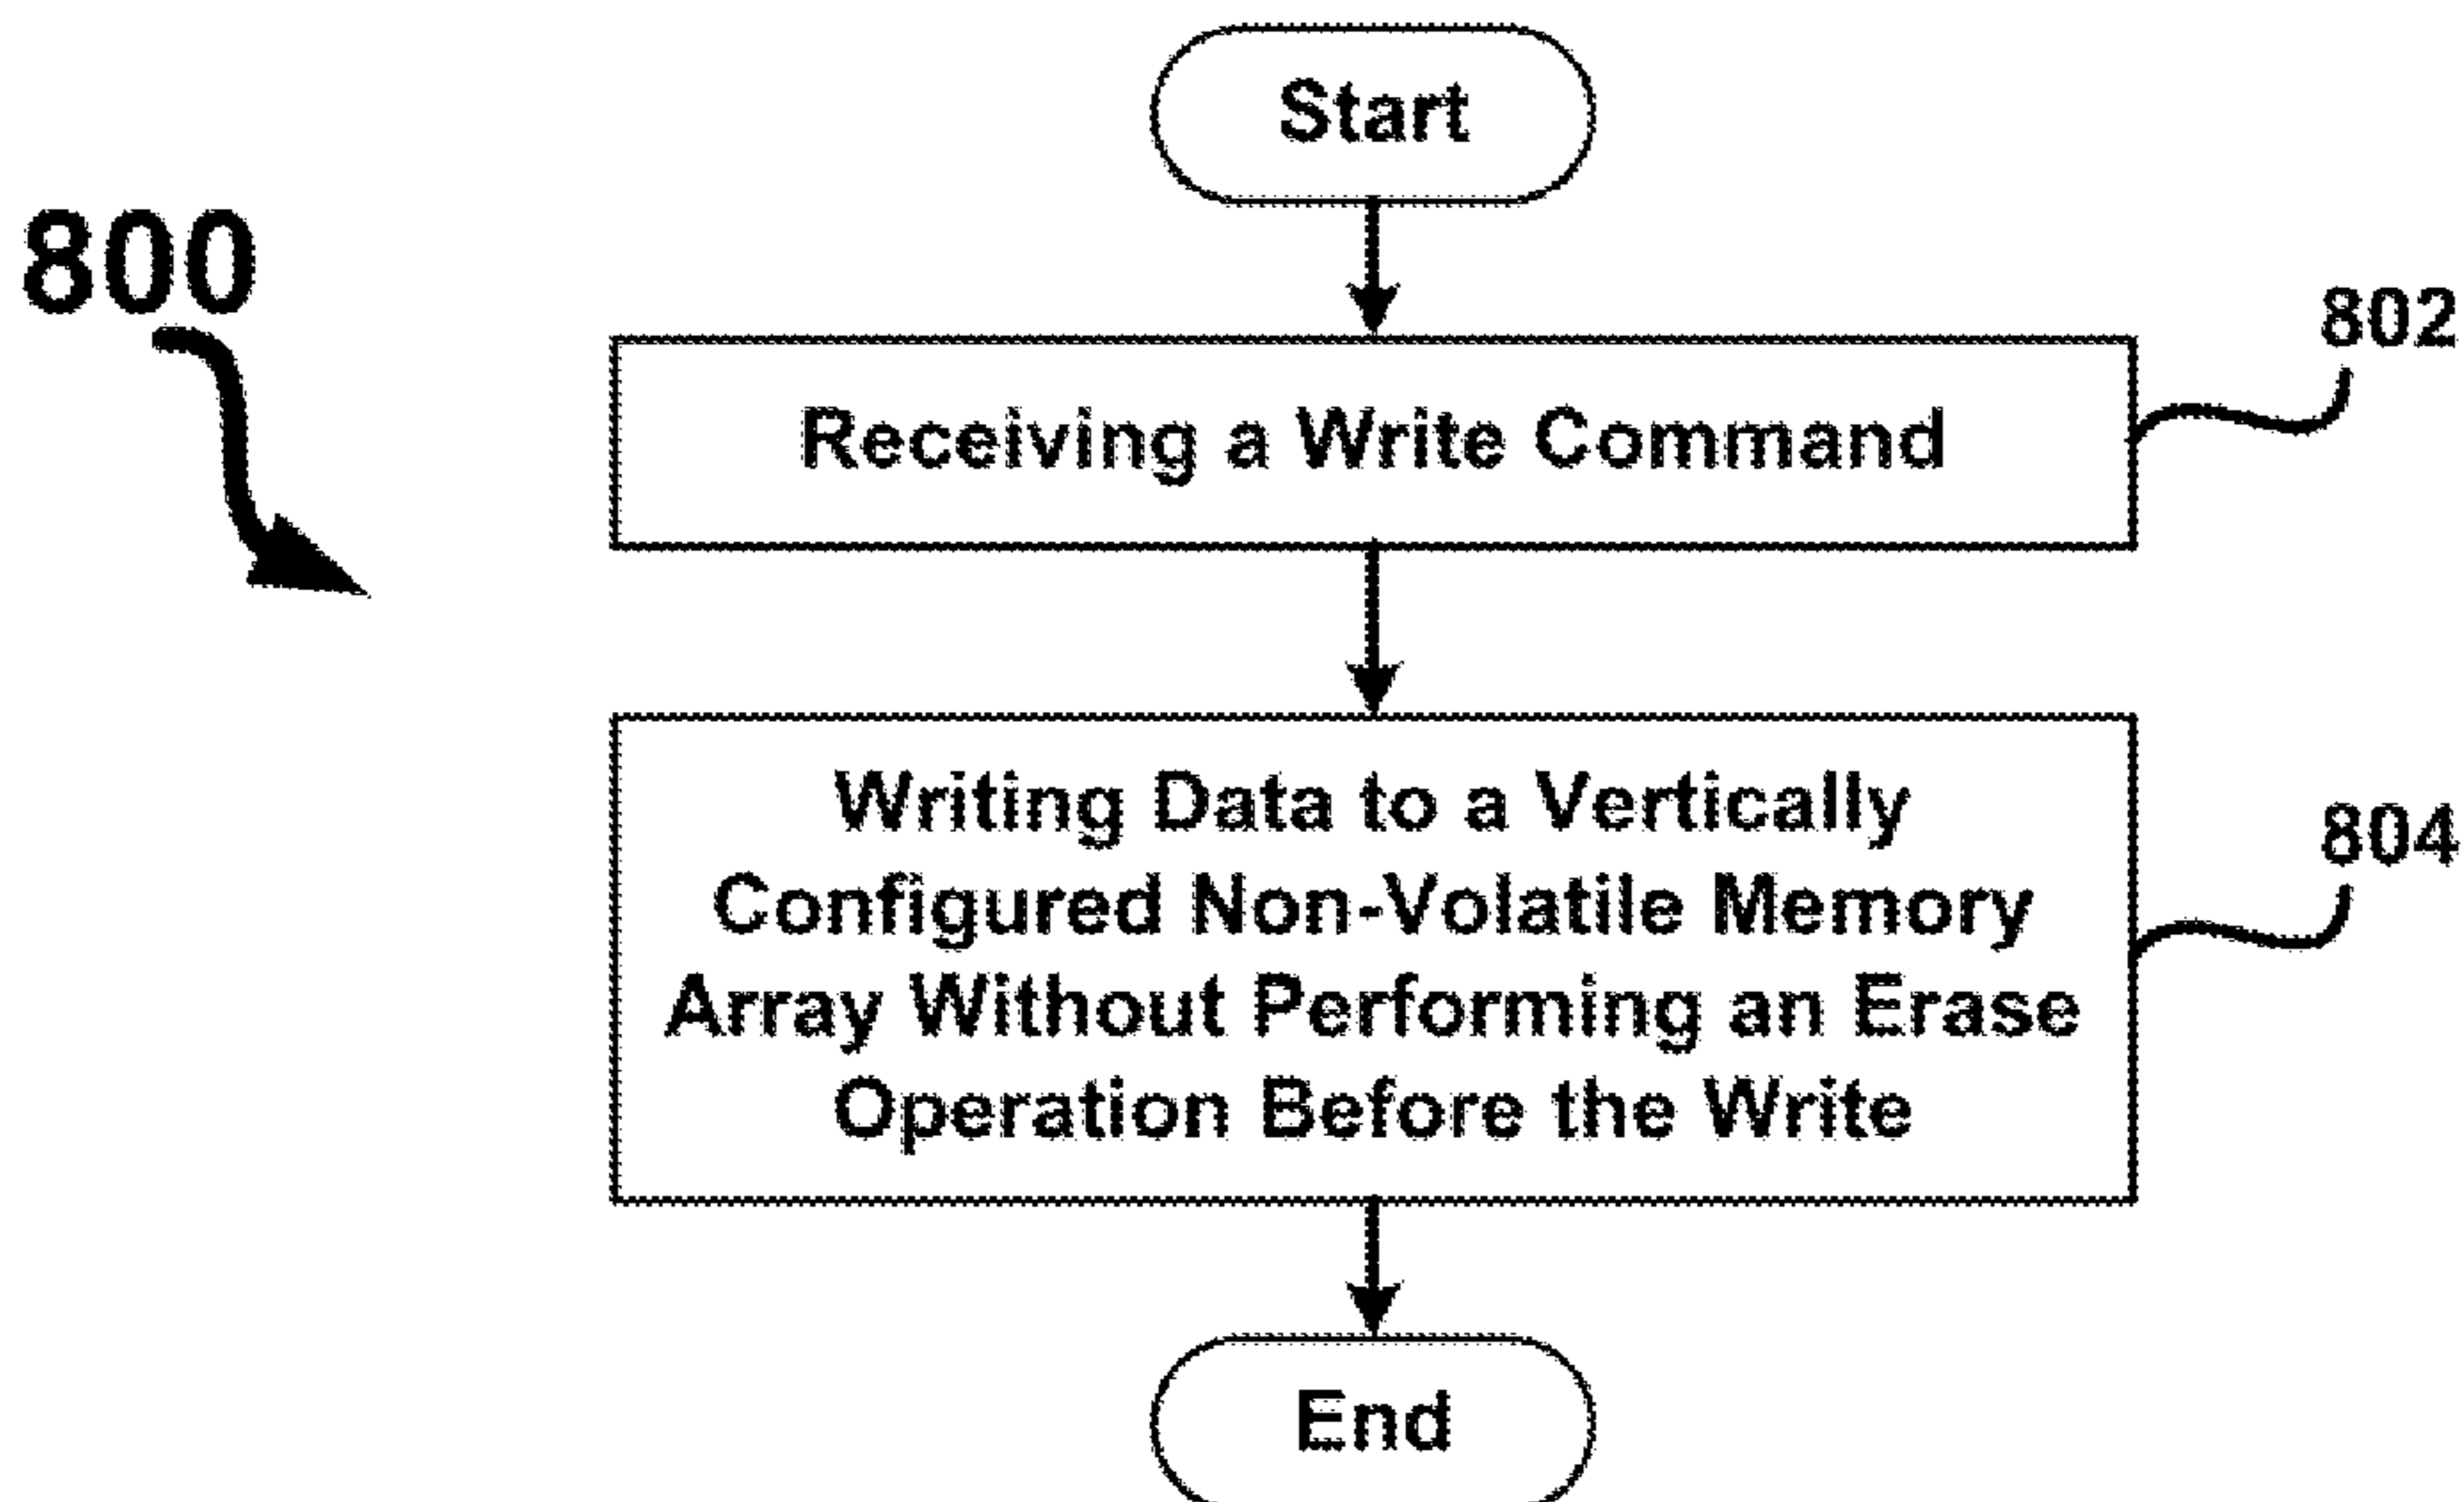 Start
800
802
Receiving a Write Command
Writing Data to a Vertically
804
Configured Non-Volatile Memory
Array Without Performing an Erase
Operation Before the Write
End